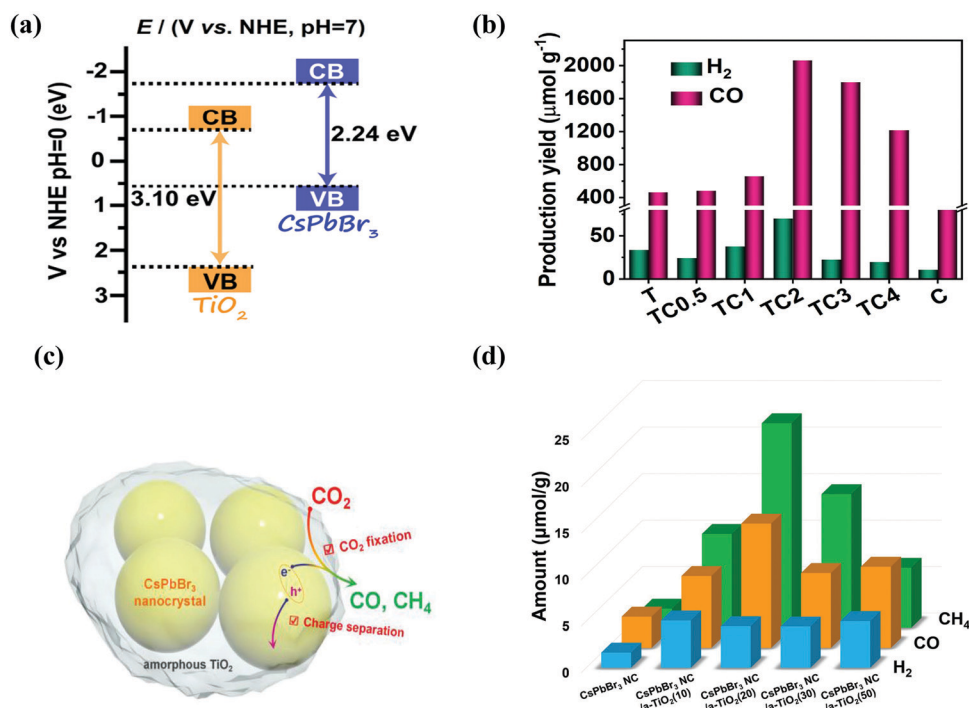 (a)
E / (V vs. NHE, pH=7)
V vs NHE pH=0 (eV)
-2
-1
0
1
2
3
CB
CB
2.24 eV
3.10 eV
VB
CsPbBr3
VB
TiO2
(b)
Production yield (μmol g-1)
2000
1600
1200
800
400
50
0
H2
CO
T
TC0.5
TC1
TC2
TC3
TC4
C
(c)
CO2
☑ CO2 fixation
CsPbBr3
nanocrystal
e-
h+
CO, CH4
☑ Charge separation
amorphous TiO2
(d)
Amount (μmol/g)
25
20
15
10
5
0
CH4
CO
H2
CsPbBr3 NC
CsPbBr3 NC
/a-TiO2(10)
CsPbBr3 NC
/a-TiO2(20)
CsPbBr3 NC
/a-TiO2(30)
CsPbBr3 NC
/a-TiO2(50)